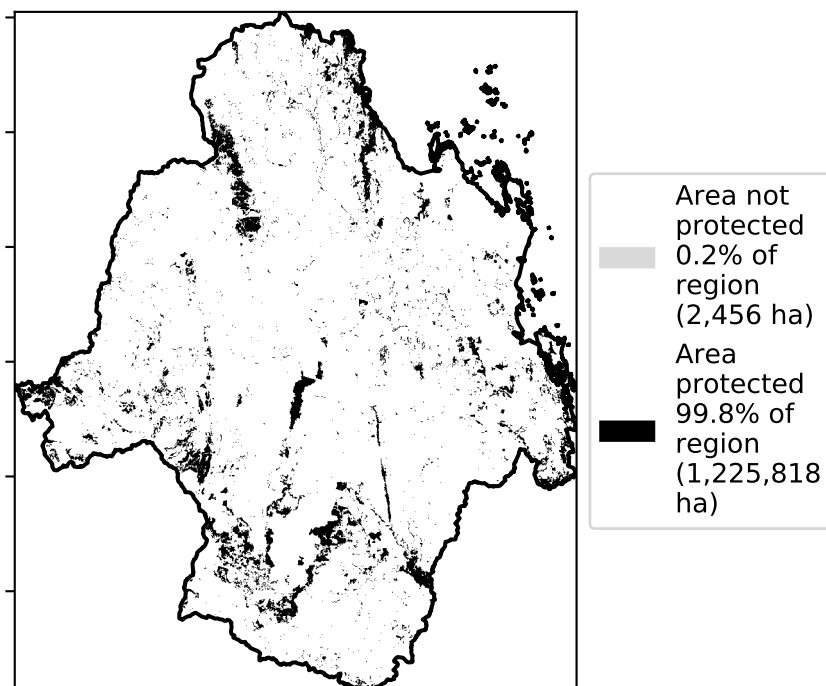 Area not
protected
0.2% of
region
(2,456 ha)
Area
protected
99.8% of
region
(1,225,818
ha)